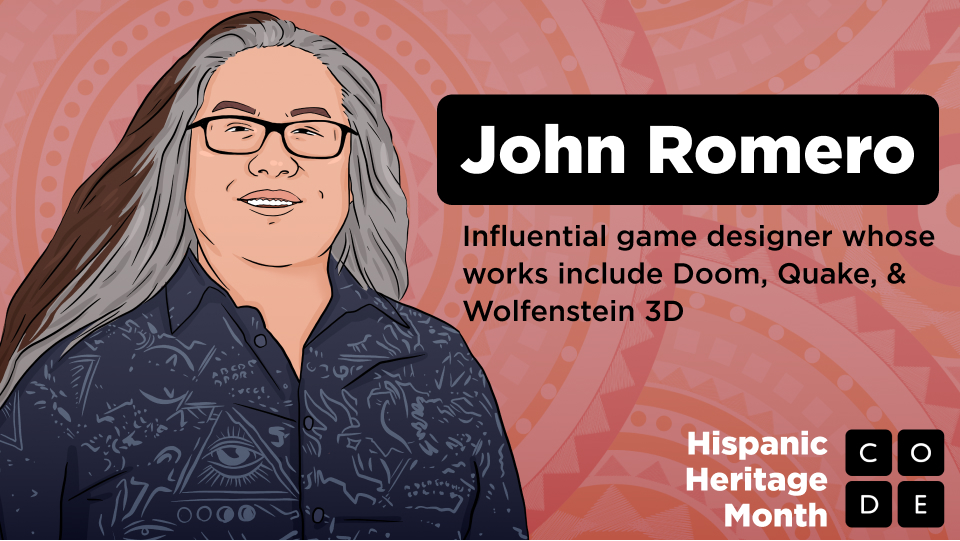 John Romero
Influential game designer whose
works include Doom, Quake, &
Wolfenstein 3D
Hispanic
Heritage
Month
C O
D E